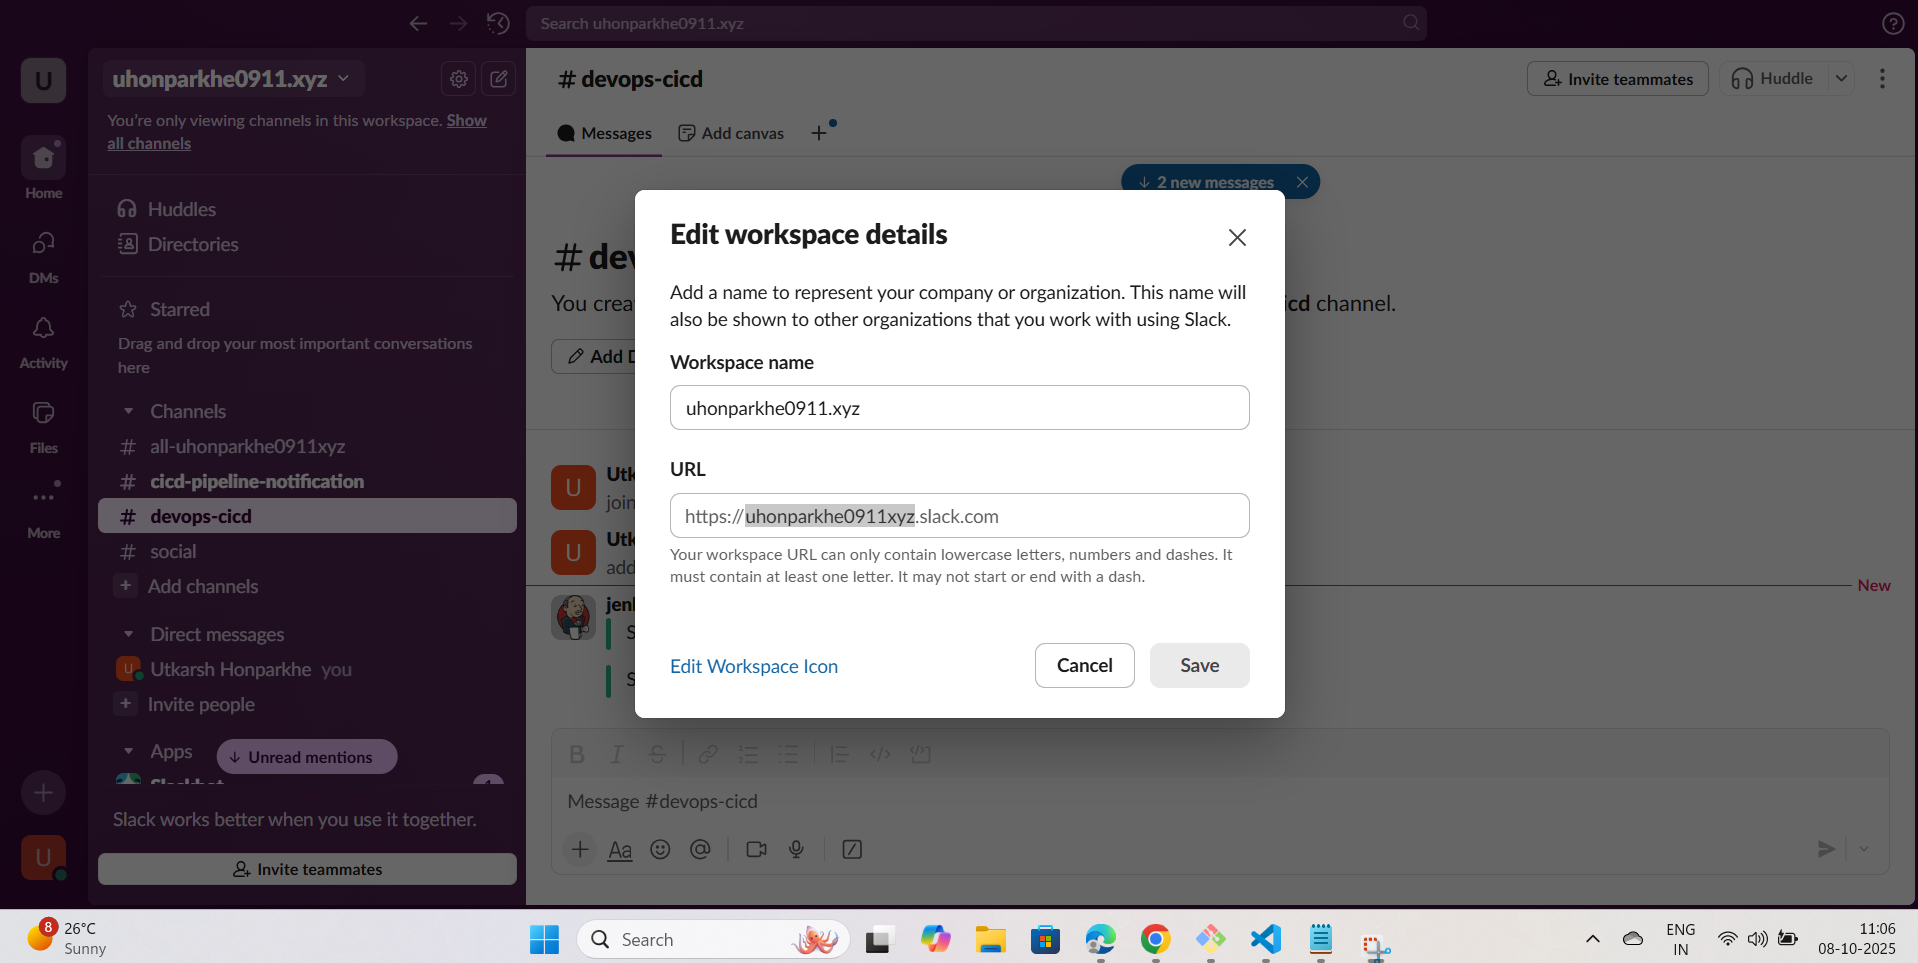 Search uhonparkhe0911.xyz
U
uhonparkhe0911.xyz
You're only viewing channels in this workspace. Show
all channels
Home
DMs
Activity
Files
More
U
Huddles
Directories
Starred
Drag and drop your most important conversations
here
Channels
# all-uhonparkhe0911xyz
# cicd-pipeline-notification
# devops-cicd
# social
+ Add channels
Direct messages
U Utkarsh Honparkhe you
+ Invite people
Apps
Unread mentions
Slack works better when you use it together.
Invite teammates
# devops-cicd
Invite teammates
Huddle
Messages
Add canvas
2 new messages
# dev
You crea
icd channel.
Add D
U
Utk
join
U
Utk
add
New
jenk
S
S
Edit workspace details
Add a name to represent your company or organization. This name will
also be shown to other organizations that you work with using Slack.
Workspace name
uhonparkhe0911.xyz
URL
https://uhonparkhe0911xyz.slack.com
Your workspace URL can only contain lowercase letters, numbers and dashes. It
must contain at least one letter. It may not start or end with a dash.
Edit Workspace Icon
Cancel
Save
B I S
Message #devops-cicd
Aa
8
26°C
Sunny
Search
ENG
IN
11:06
08-10-2025